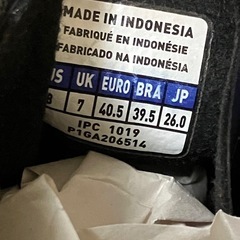 MADE IN INDONESIA
FABRIQUÉ EN INDONÉSIE
FABRICADO NA INDONÉSIA
US UK EURO BRA JP
8 7 40.5 39.5 26.0
IPC 1019
P1GA206514